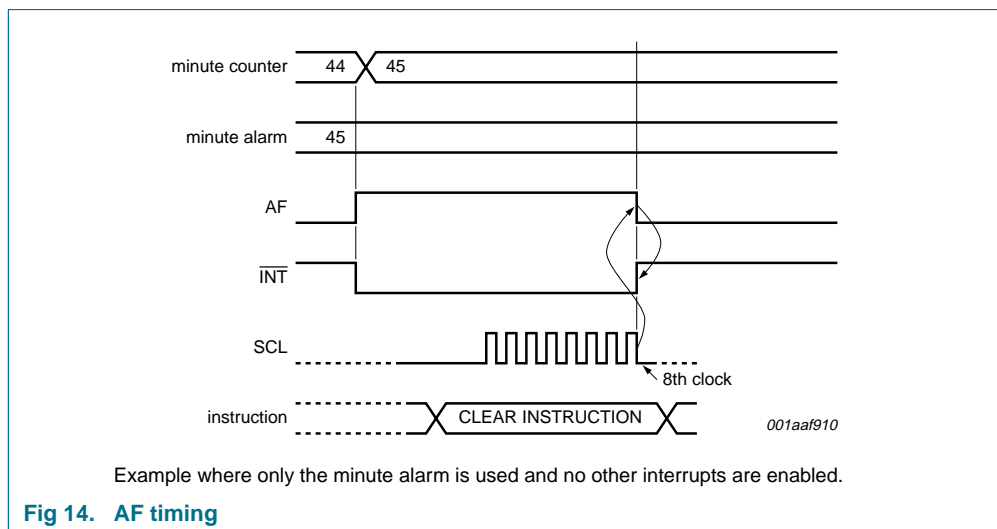 minute counter 44 45
minute alarm 45
AF
INT
SCL
8th clock
instruction CLEAR INSTRUCTION
001aaf910
Example where only the minute alarm is used and no other interrupts are enabled.
Fig 14. AF timing